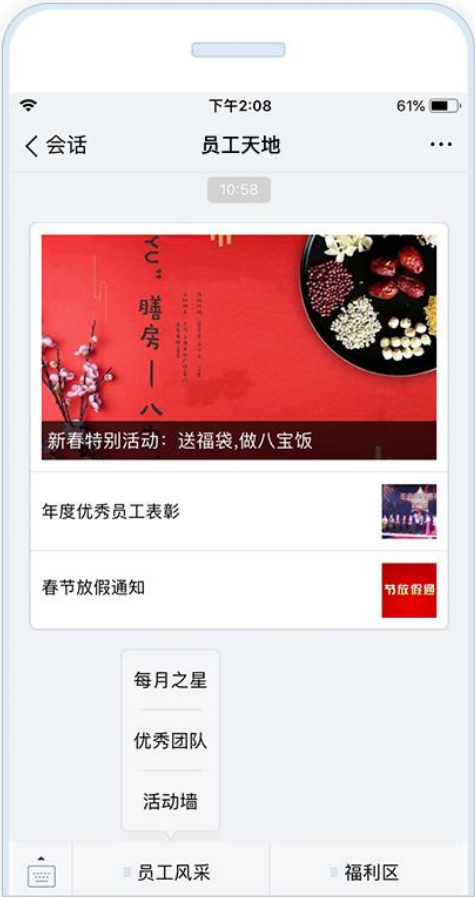 下午2:08
61%
会话
员工天地
10:58
膳房一八
新春特别活动：送福袋,做八宝饭
年度优秀员工表彰
春节放假通知
节放假通
每月之星
优秀团队
活动墙
员工风采
福利区